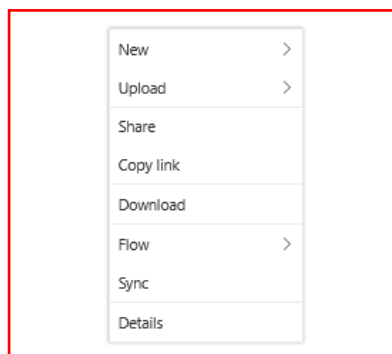 New
Upload
Share
Copy link
Download
Flow
Sync
Details